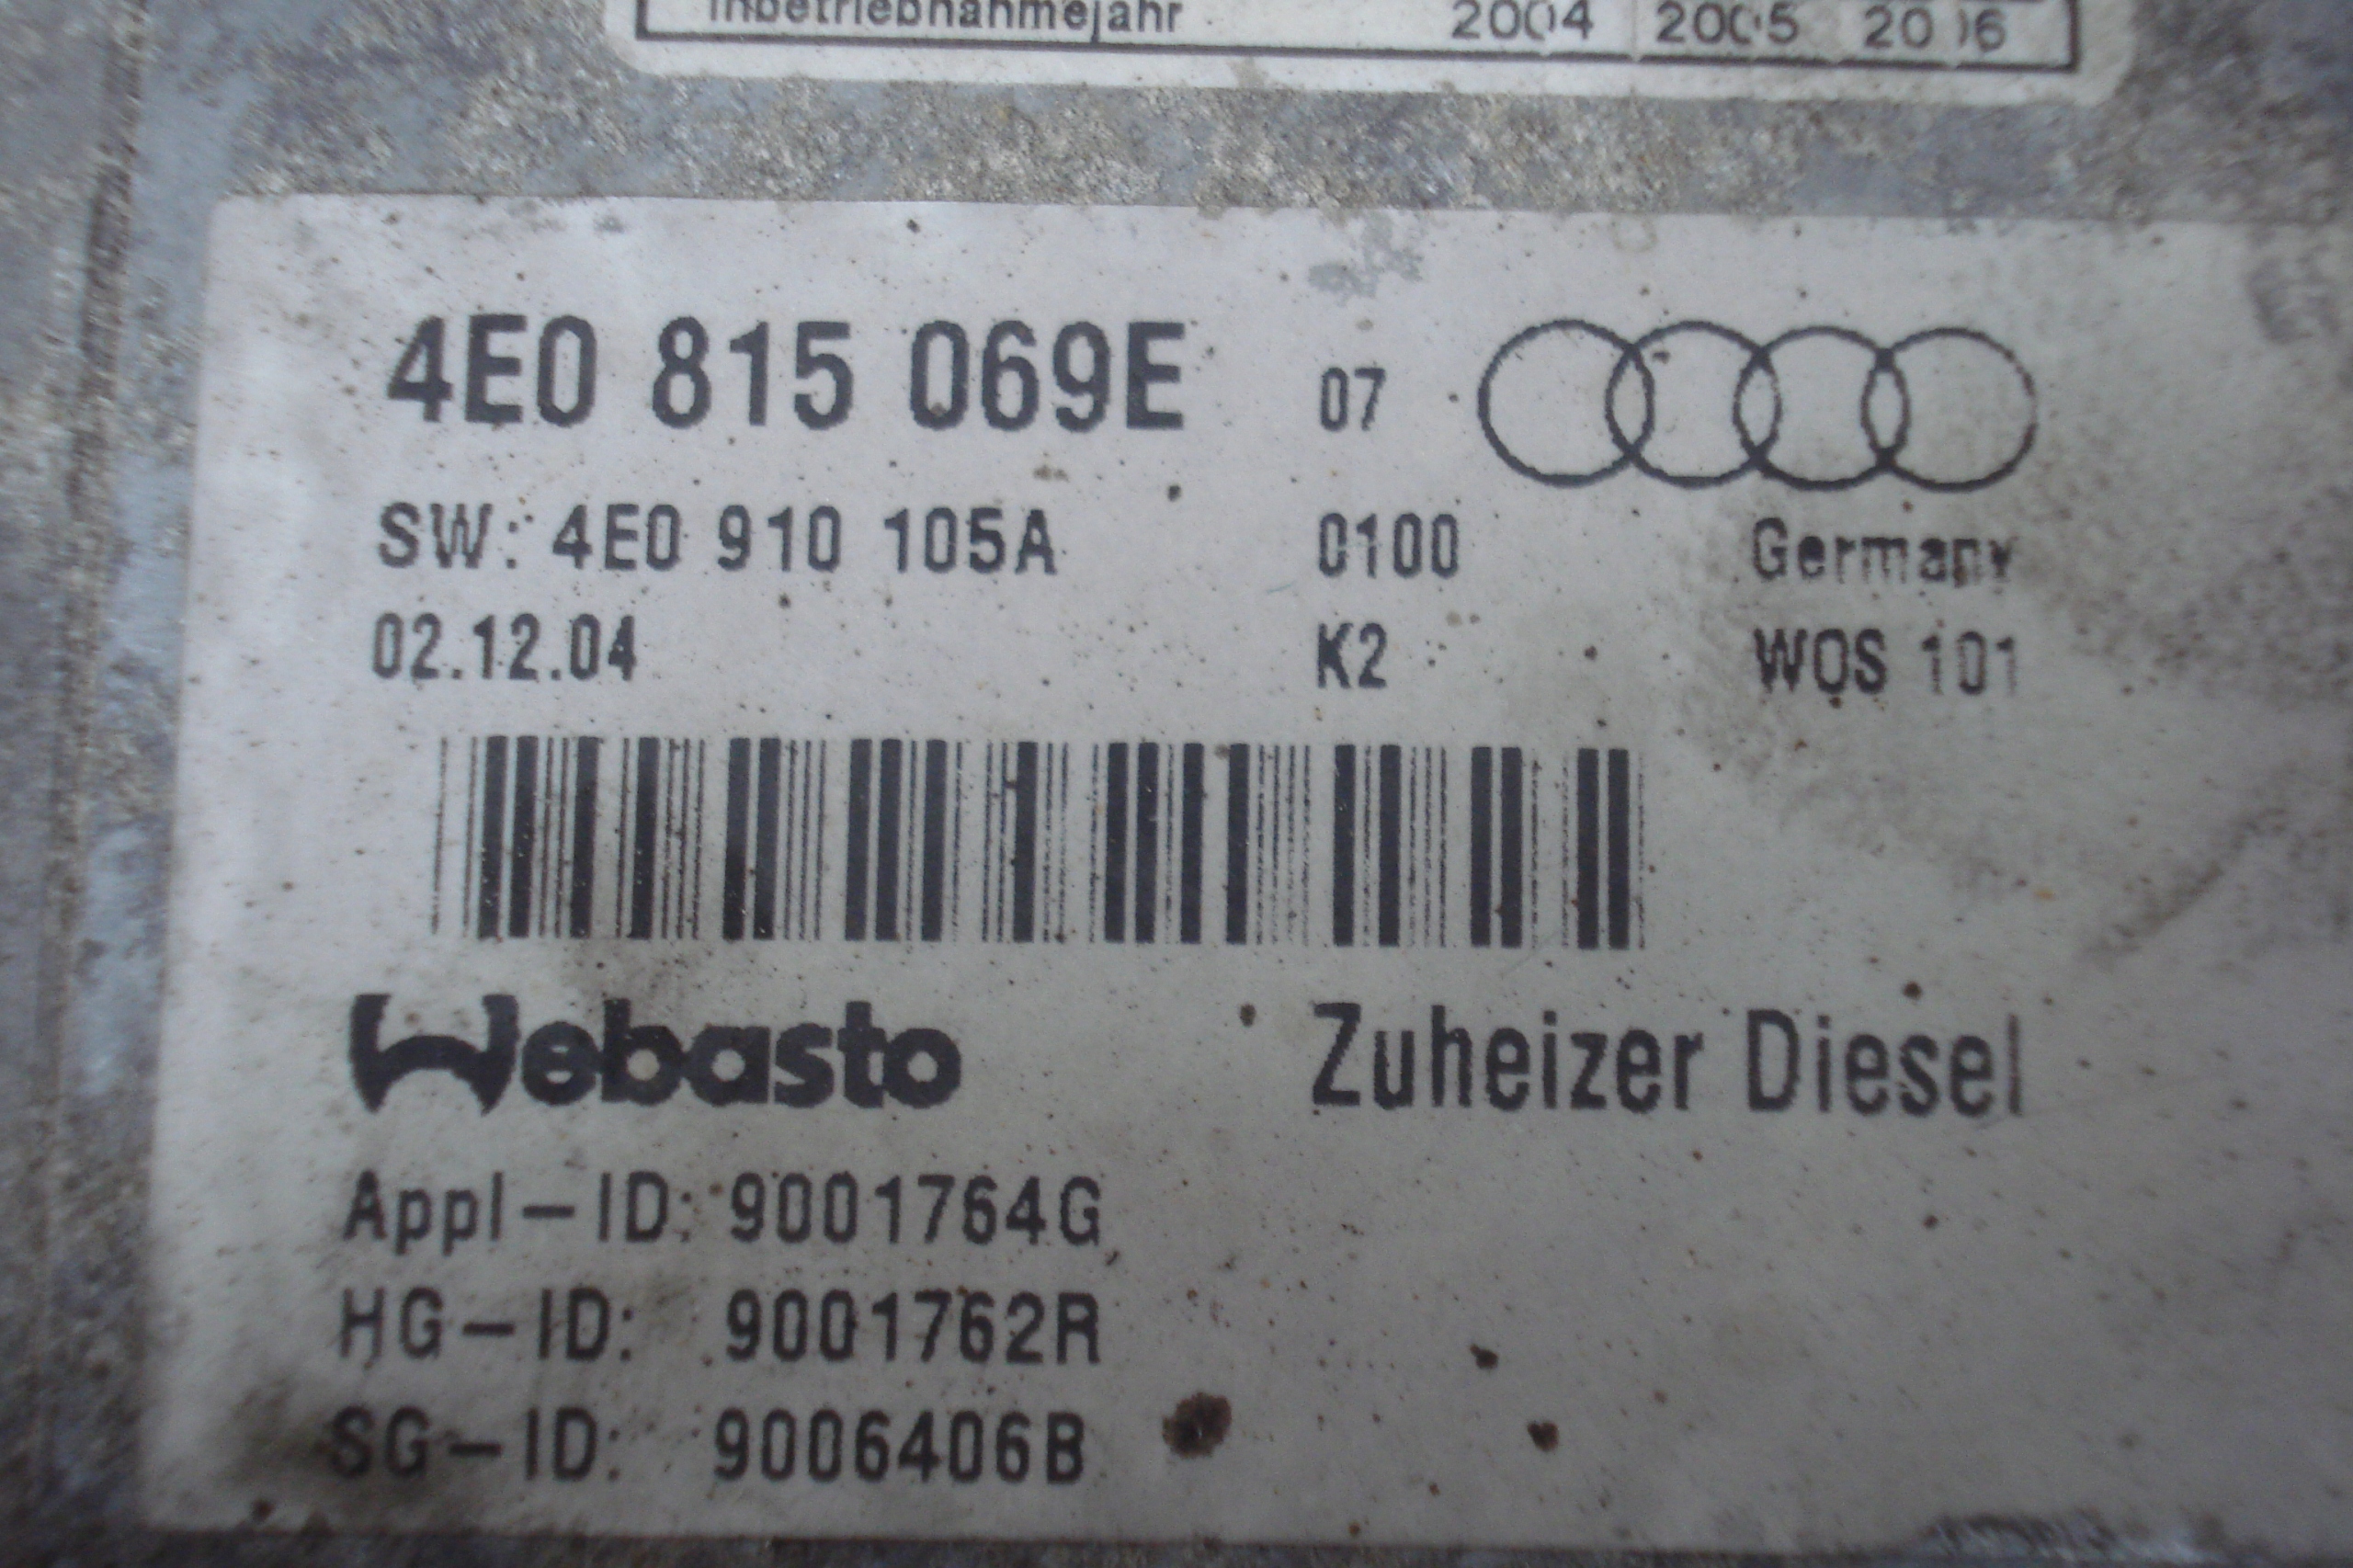 Inbetriebnahmejahr 2004 2005 2006
4E0 815 069E 07
SW: 4E0 910 105A 0100 Germany
02.12.04 K2 WOS 101
Webasto Zuheizer Diesel
Appl-ID: 9001764G
HG-ID: 9001762R
SG-ID: 9006406B